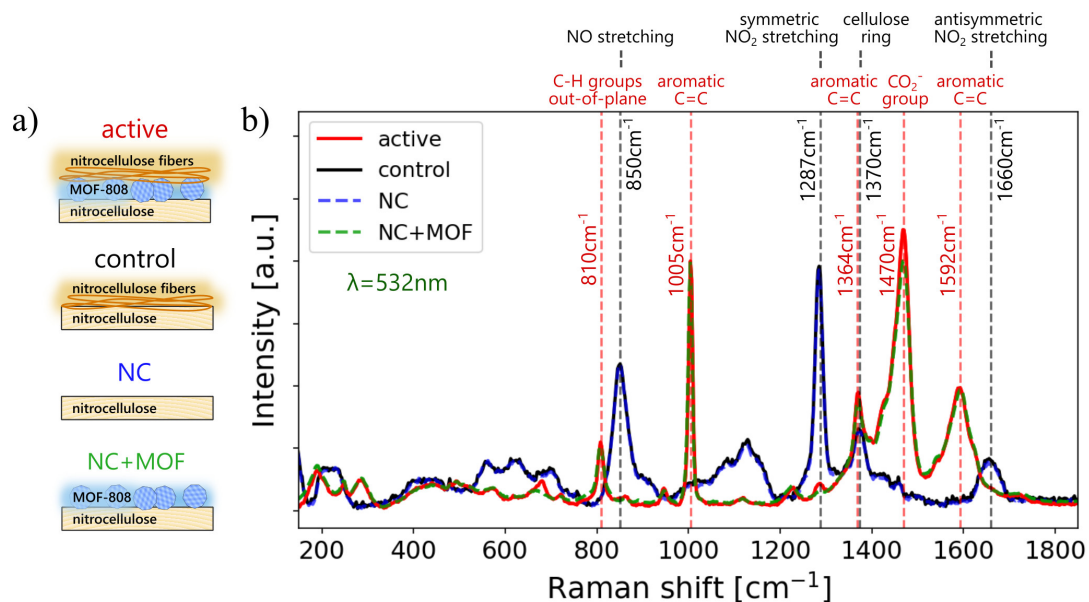 a)
active
nitrocellulose fibers
MOF-808
nitrocellulose
control
nitrocellulose fibers
nitrocellulose
NC
nitrocellulose
NC+MOF
MOF-808
nitrocellulose
b)
NO stretching
symmetric
NO₂ stretching
cellulose
ring
antisymmetric
NO₂ stretching
C-H groups
out-of-plane
aromatic
C=C
aromatic
C=C
CO₂⁻
group
aromatic
C=C
active
control
NC
NC+MOF
λ=532nm
810cm⁻¹
850cm⁻¹
1005cm⁻¹
1287cm⁻¹
1364cm⁻¹
1370cm⁻¹
1470cm⁻¹
1592cm⁻¹
1660cm⁻¹
Intensity [a.u.]
200 400 600 800 1000 1200 1400 1600 1800
Raman shift [cm⁻¹]